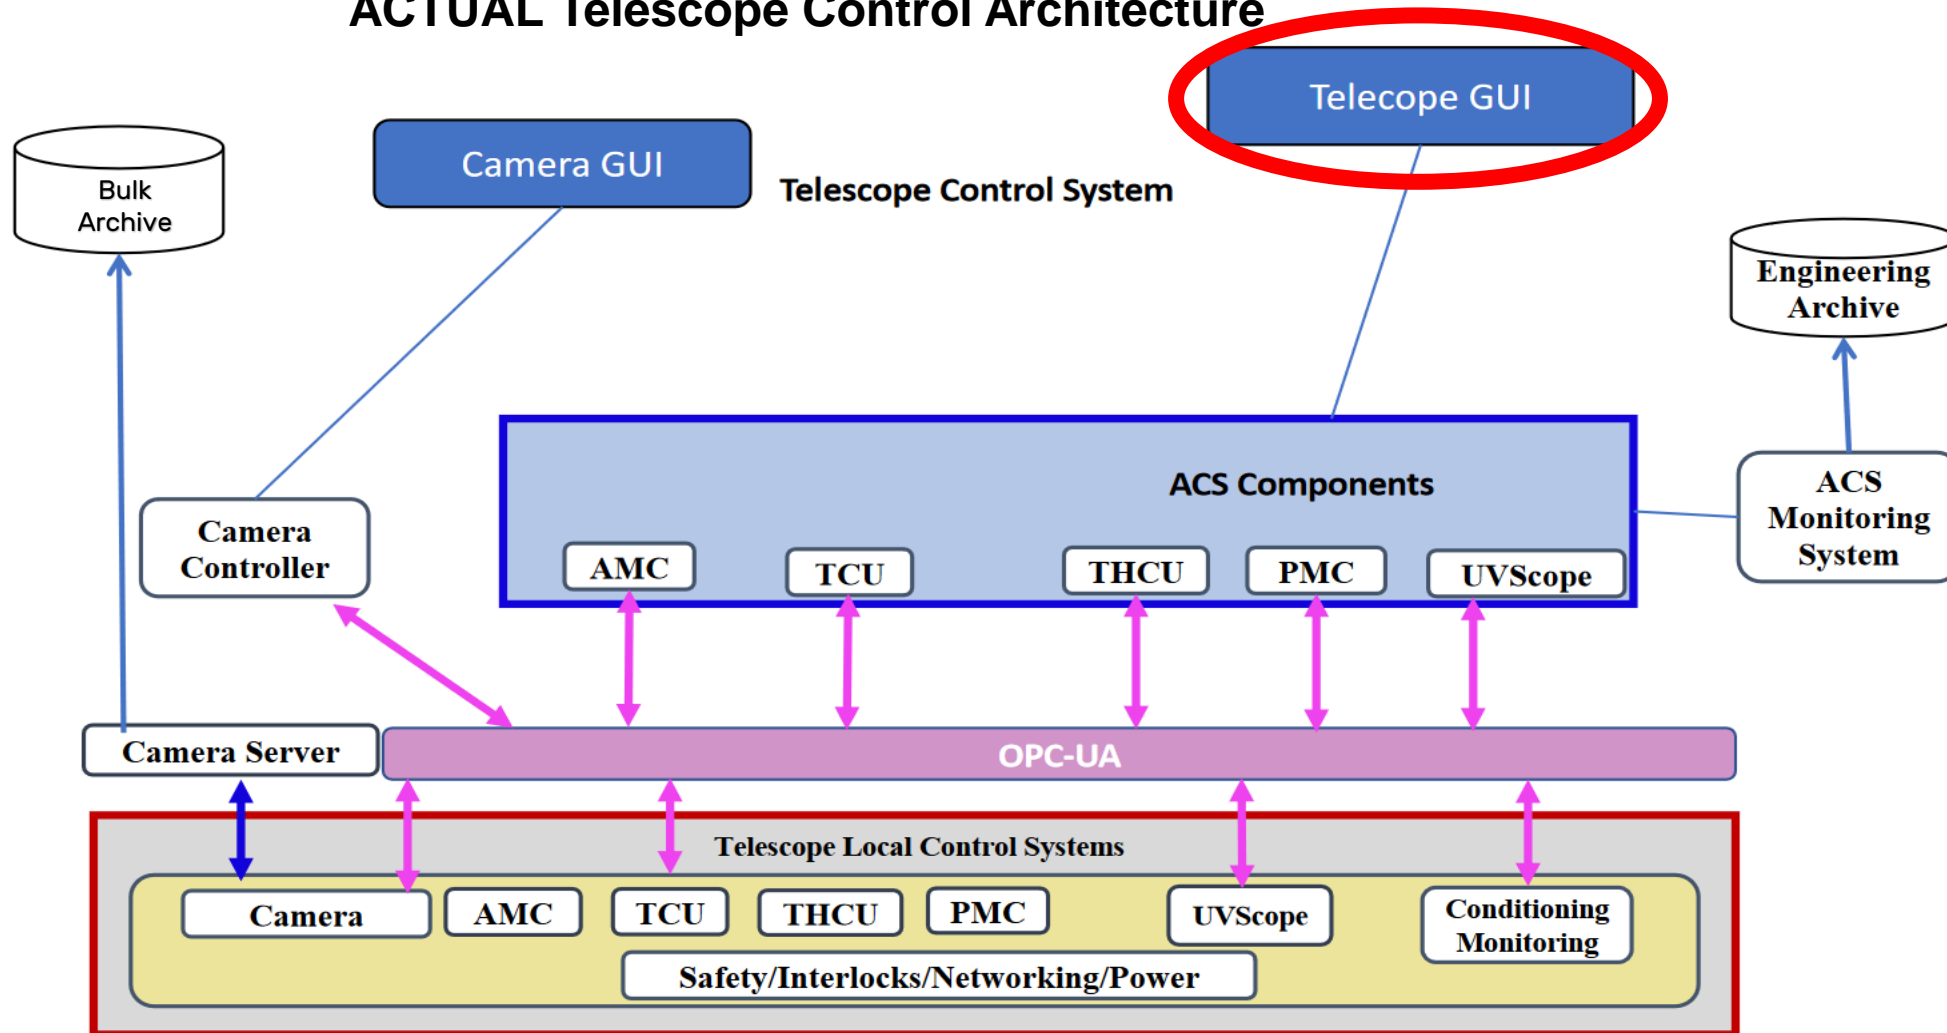 ACTUAL Telescope Control Architecture
Telecope GUI
Camera GUI
Telescope Control System
Bulk
Archive
Engineering
Archive
ACS Components
ACS
Monitoring
System
Camera
Controller
AMC
TCU
THCU
PMC
UVScope
Camera Server
OPC-UA
Telescope Local Control Systems
Camera
AMC
TCU
THCU
PMC
UVScope
Conditioning
Monitoring
Safety/Interlocks/Networking/Power